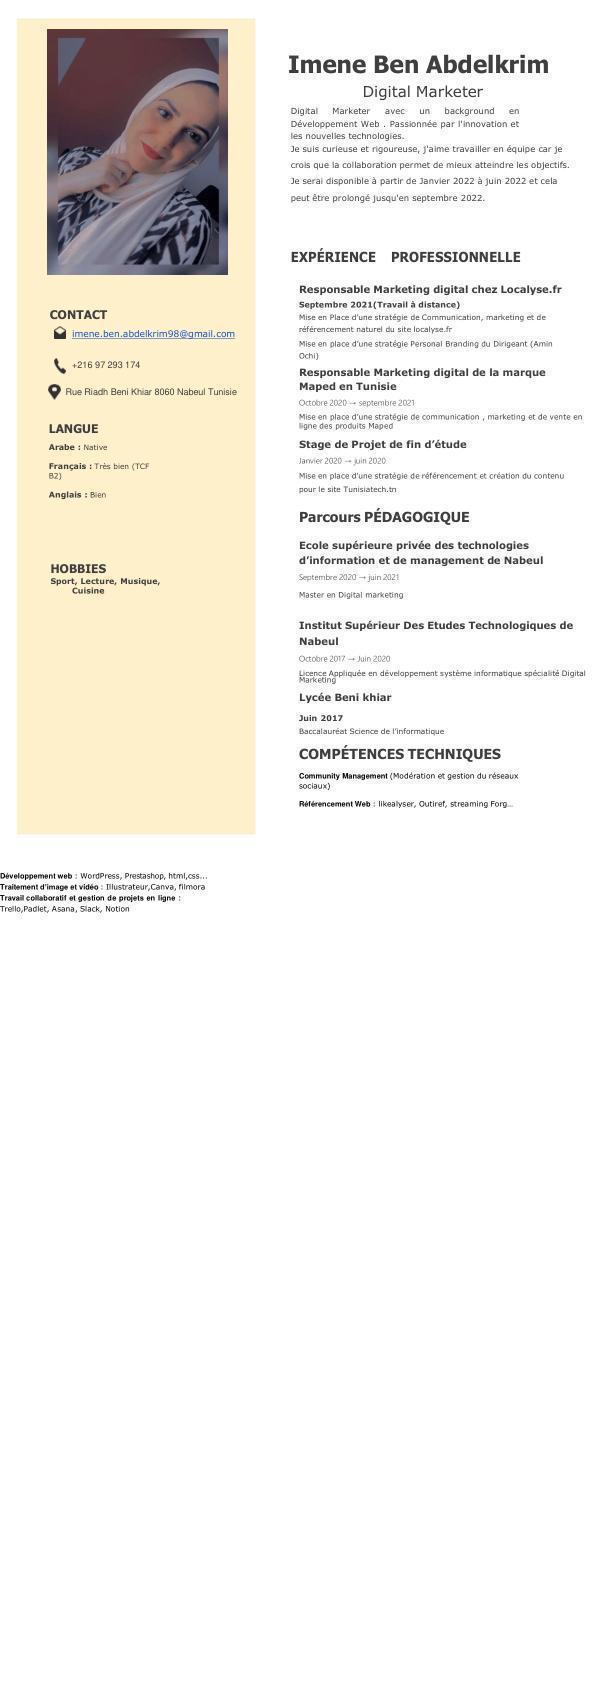 Imene Ben Abdelkrim
Digital Marketer
Digital Marketer avec un background en
Développement Web . Passionnée par l'innovation et
les nouvelles technologies.
Je suis curieuse et rigoureuse, j'aime travailler en équipe car je
crois que la collaboration permet de mieux atteindre les objectifs.
Je serai disponible à partir de Janvier 2022 à juin 2022 et cela
peut être prolongé jusqu'en septembre 2022.
CONTACT
imene.ben.abdelkrim98@gmail.com
+216 97 293 174
Rue Riadh Beni Khiar 8060 Nabeul Tunisie
LANGUE
Arabe : Native
Français : Très bien (TCF
B2)
Anglais : Bien
HOBBIES
Sport, Lecture, Musique,
Cuisine
EXPÉRIENCE PROFESSIONNELLE
Responsable Marketing digital chez Localyse.fr
Septembre 2021(Travail à distance)
Mise en Place d'une stratégie de Communication, marketing et de
référencement naturel du site localyse.fr
Mise en place d'une stratégie Personal Branding du Dirigeant (Amin
Ochi)
Responsable Marketing digital de la marque
Maped en Tunisie
Octobre 2020 → septembre 2021
Mise en place d'une stratégie de communication , marketing et de vente en
ligne des produits Maped
Stage de Projet de fin d'étude
Janvier 2020 → juin 2020
Mise en place d'une stratégie de référencement et création du contenu
pour le site Tunisiatech.tn
Parcours PÉDAGOGIQUE
Ecole supérieure privée des technologies
d'information et de management de Nabeul
Septembre 2020 → juin 2021
Master en Digital marketing
Institut Supérieur Des Etudes Technologiques de
Nabeul
Octobre 2017 → Juin 2020
Licence Appliquée en développement système informatique spécialité Digital
Marketing
Lycée Beni khiar
Juin 2017
Baccalauréat Science de l'informatique
COMPÉTENCES TECHNIQUES
Community Management (Modération et gestion du réseaux
sociaux)
Référencement Web : likealyser, Outiref, streaming Forg...
Développement web : WordPress, Prestashop, html,css...
Traitement d'image et vidéo : Illustrateur,Canva, filmora
Travail collaboratif et gestion de projets en ligne :
Trello,Padlet, Asana, Slack, Notion